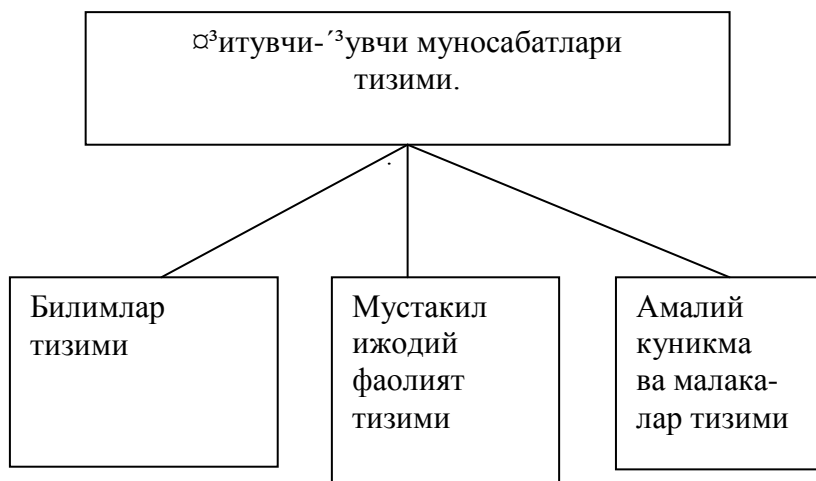 ¤³итувчи-´³увчи муносабатлари
тизими.
Билимлар
тизими
Мустакил
ижодий
фаолият
тизими
Амалий
куникма
ва малака-
лар тизими